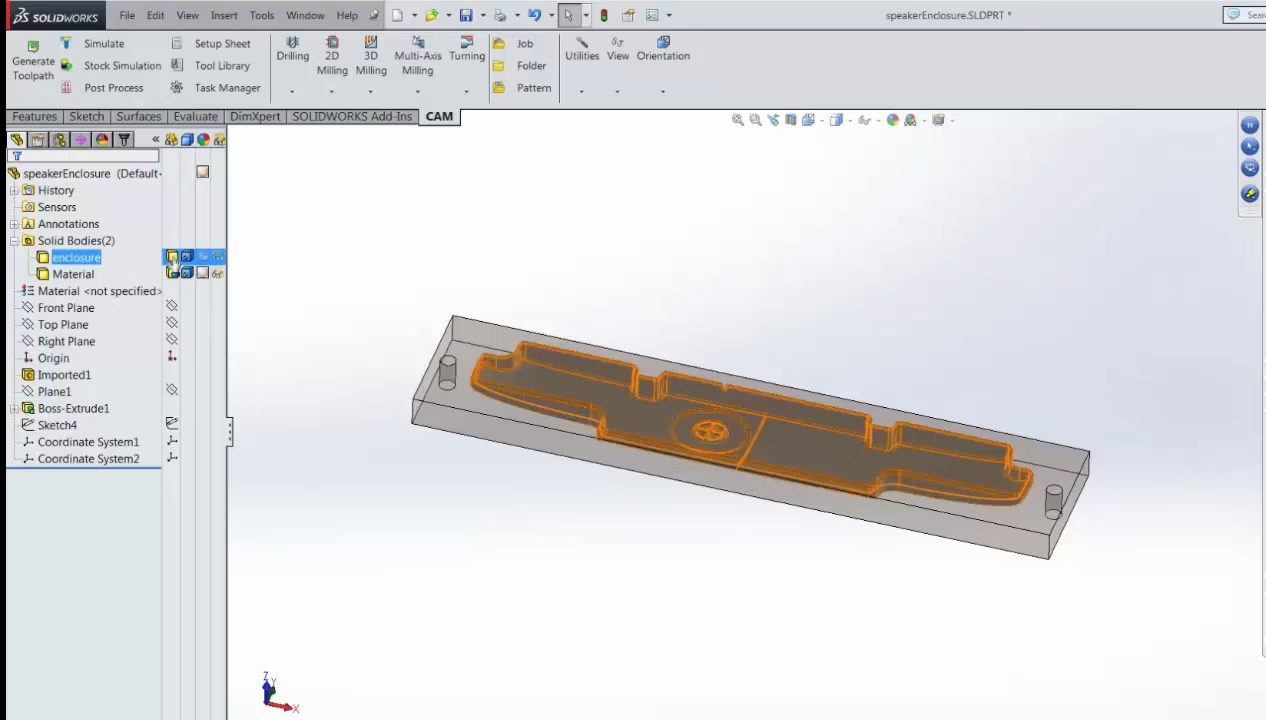 SOLIDWORKS File Edit View Insert Tools Window Help speakerEnclosure.SLDPRT *
Simulate Setup Sheet Job
Generate Toolpath Stock Simulation Tool Library Drilling 2D Milling 3D Milling Multi-Axis Milling Turning Folder Utilities View Orientation
Post Process Task Manager Pattern
Features Sketch Surfaces Evaluate DimXpert SOLIDWORKS Add-Ins CAM
speakerEnclosure (Default
History
Sensors
Annotations
Solid Bodies(2)
enclosure
Material
Material <not specified>
Front Plane
Top Plane
Right Plane
Origin
Imported1
Plane1
Boss-Extrude1
Sketch4
Coordinate System1
Coordinate System2
Z
Y
X